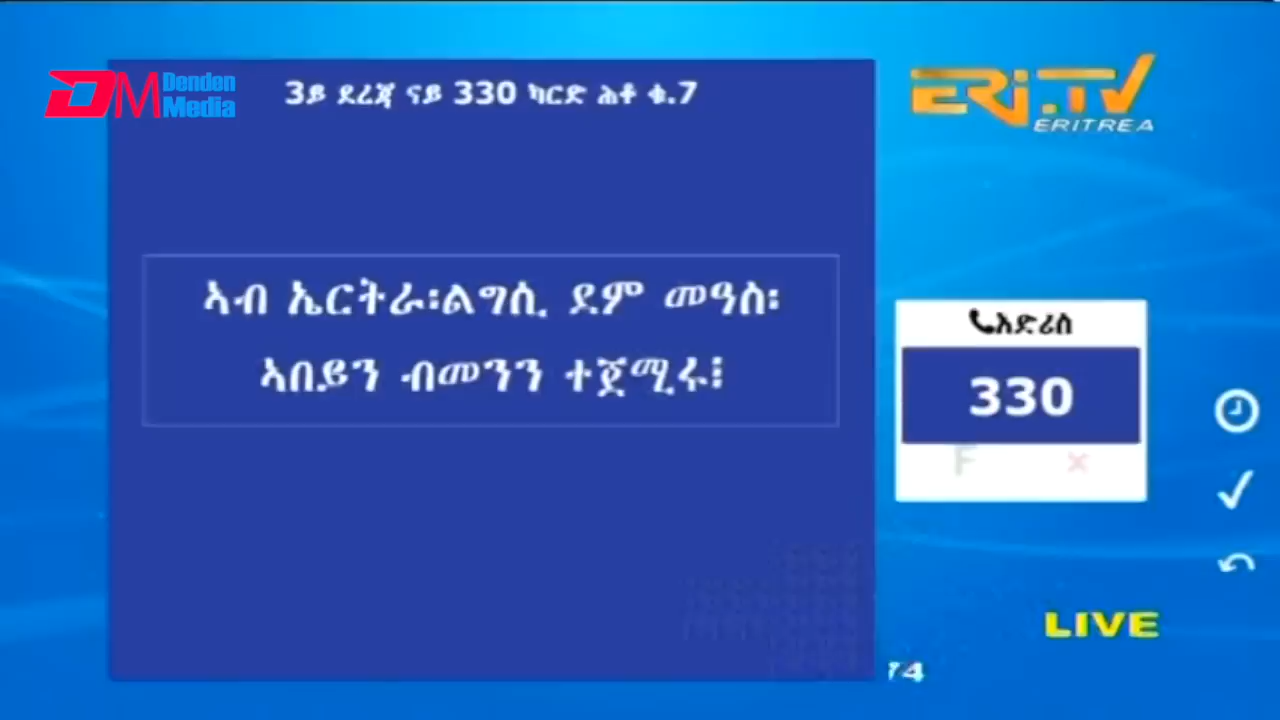 DM Denden Media
3ይ ደረጃ ናይ 330 ካርድ ሕቶ ቁ.7
ERi.TV
ERITREA
ኣብ ኤርትራ፡ልግሲ ደም መዓስ፡
ኣበይን ብመንን ተጀሚሩ፧
እድሪስ
330
F ×
LIVE
74